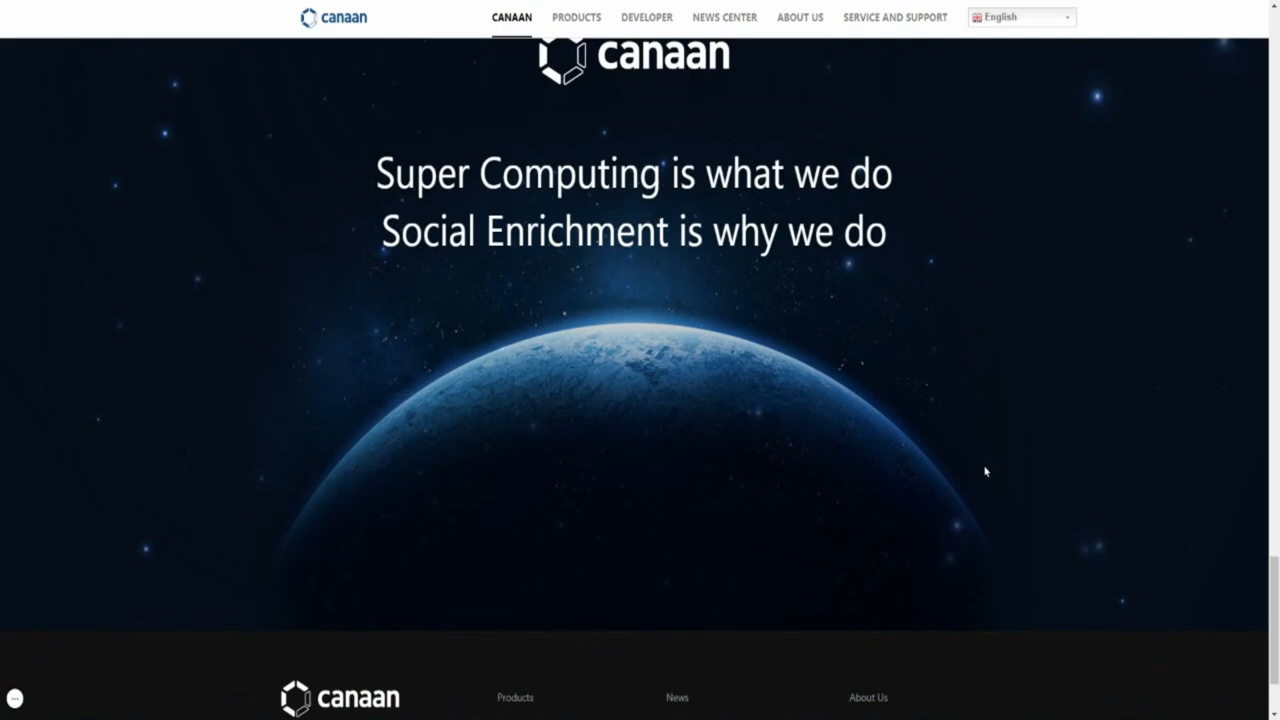 canaan
CANAAN PRODUCTS DEVELOPER NEWS CENTER ABOUT US SERVICE AND SUPPORT English
canaan
Super Computing is what we do
Social Enrichment is why we do
canaan
Products News About Us